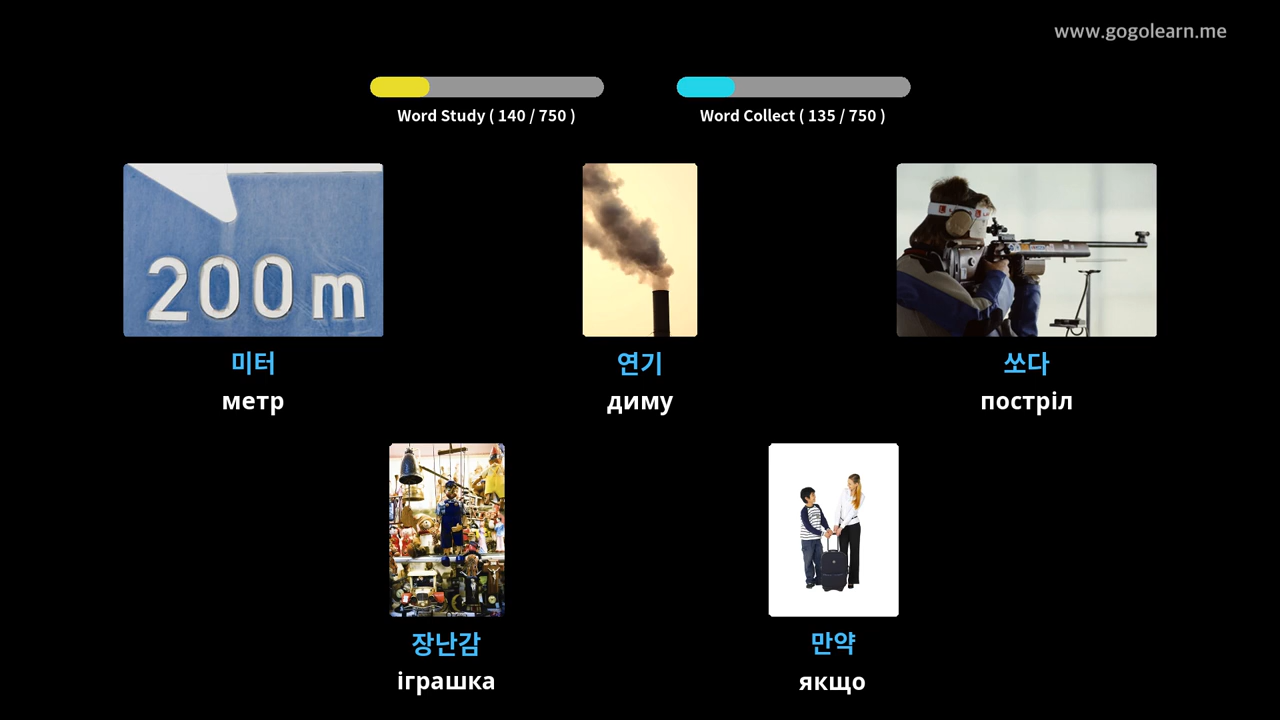 www.gogolearn.me
Word Study ( 140 / 750 )
Word Collect ( 135 / 750 )
200 m
미터
연기
쏘다
метр
диму
постріл
장난감
만약
іграшка
якщо